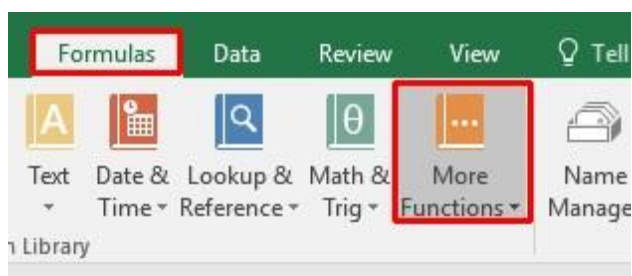 Formulas Data Review View Tell
A θ
Text Date & Lookup & Math & More Name
Time Reference Trig Functions Manage
Library